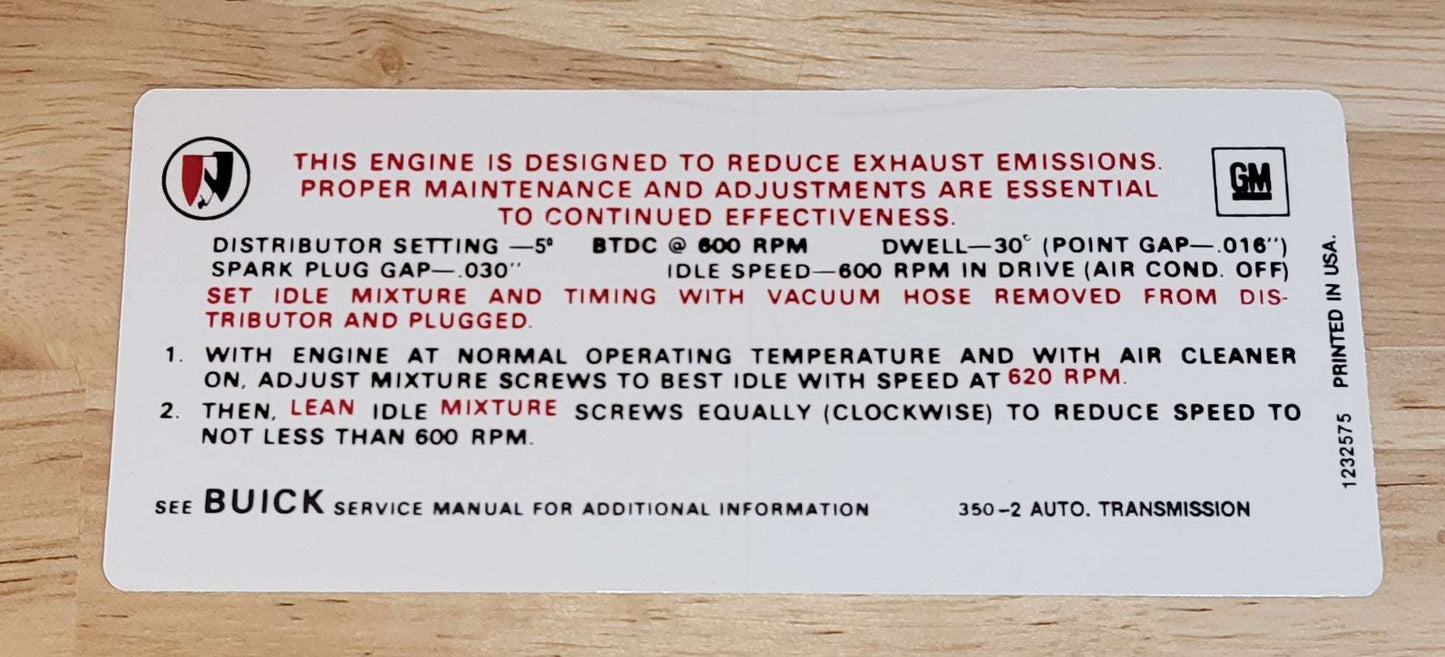 THIS ENGINE IS DESIGNED TO REDUCE EXHAUST EMISSIONS.
PROPER MAINTENANCE AND ADJUSTMENTS ARE ESSENTIAL
TO CONTINUED EFFECTIVENESS.
GM
DISTRIBUTOR SETTING —5° BTDC @ 600 RPM DWELL—30° (POINT GAP—.016")
SPARK PLUG GAP—.030" IDLE SPEED—600 RPM IN DRIVE (AIR COND. OFF)
SET IDLE MIXTURE AND TIMING WITH VACUUM HOSE REMOVED FROM DIS-
TRIBUTOR AND PLUGGED.
1. WITH ENGINE AT NORMAL OPERATING TEMPERATURE AND WITH AIR CLEANER
ON, ADJUST MIXTURE SCREWS TO BEST IDLE WITH SPEED AT 620 RPM.
2. THEN, LEAN IDLE MIXTURE SCREWS EQUALLY (CLOCKWISE) TO REDUCE SPEED TO
NOT LESS THAN 600 RPM.
SEE BUICK SERVICE MANUAL FOR ADDITIONAL INFORMATION 350-2 AUTO. TRANSMISSION
1232575 PRINTED IN USA.